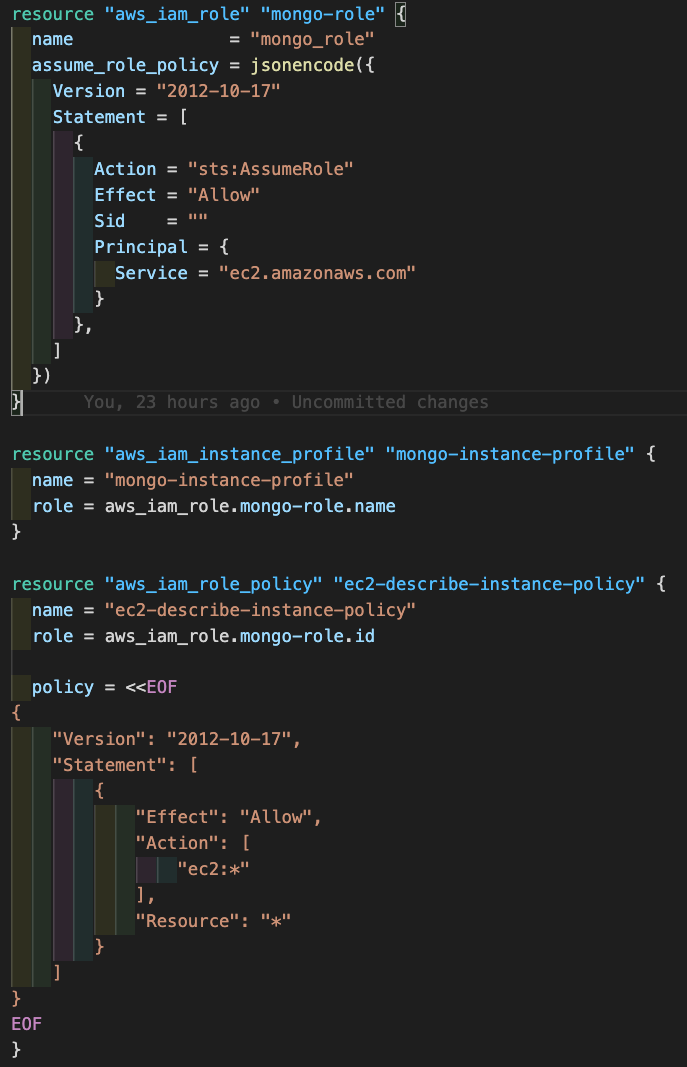 resource "aws_iam_role" "mongo-role" {
  name               = "mongo_role"
  assume_role_policy = jsonencode({
    Version = "2012-10-17"
    Statement = [
      {
        Action = "sts:AssumeRole"
        Effect = "Allow"
        Sid    = ""
        Principal = {
          Service = "ec2.amazonaws.com"
        }
      },
    ]
  })
}      You, 23 hours ago • Uncommitted changes

resource "aws_iam_instance_profile" "mongo-instance-profile" {
  name = "mongo-instance-profile"
  role = aws_iam_role.mongo-role.name
}

resource "aws_iam_role_policy" "ec2-describe-instance-policy" {
  name = "ec2-describe-instance-policy"
  role = aws_iam_role.mongo-role.id

  policy = <<EOF
{
    "Version": "2012-10-17",
    "Statement": [
        {
            "Effect": "Allow",
            "Action": [
                "ec2:*"
            ],
            "Resource": "*"
        }
    ]
}
EOF
}